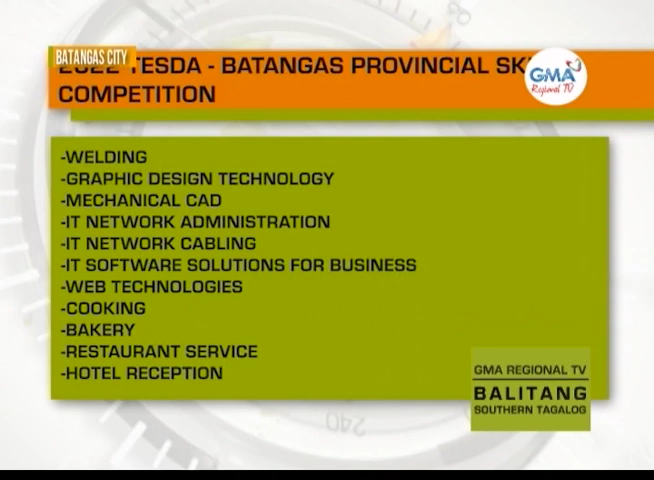 BATANGAS CITY
2022 TESDA - BATANGAS PROVINCIAL
COMPETITION
GMA
Regional TV
-WELDING
-GRAPHIC DESIGN TECHNOLOGY
-MECHANICAL CAD
-IT NETWORK ADMINISTRATION
-IT NETWORK CABLING
-IT SOFTWARE SOLUTIONS FOR BUSINESS
-WEB TECHNOLOGIES
-COOKING
-BAKERY
-RESTAURANT SERVICE
-HOTEL RECEPTION
GMA REGIONAL TV
BALITANG
SOUTHERN TAGALOG
240